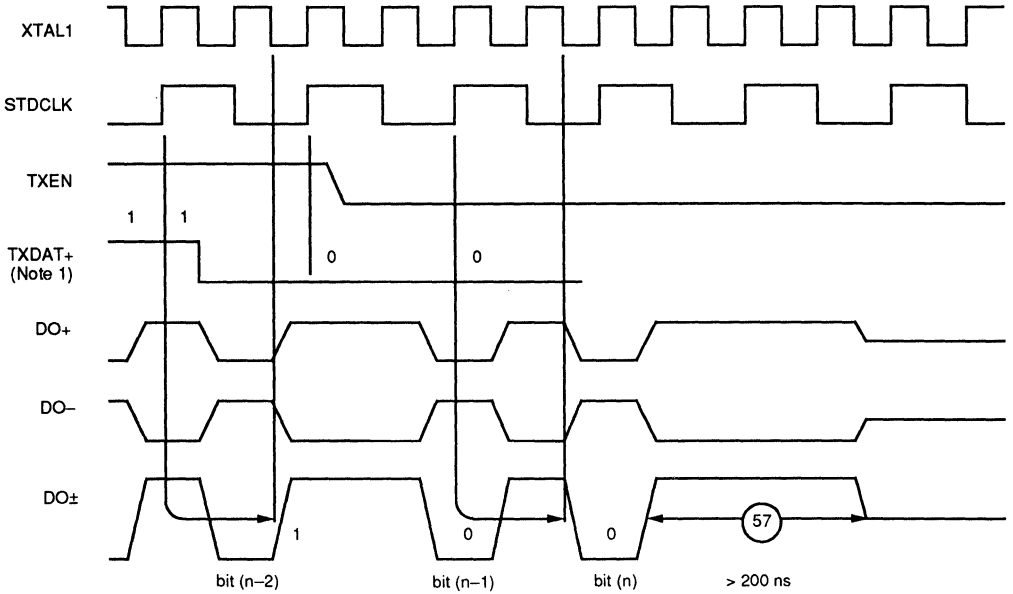 XTAL1
STDCLK
TXEN
1 1
TXDAT+
(Note 1)
0 0
DO+
DO–
DO±
57
1 0 0
bit (n–2) bit (n–1) bit (n) > 200 ns